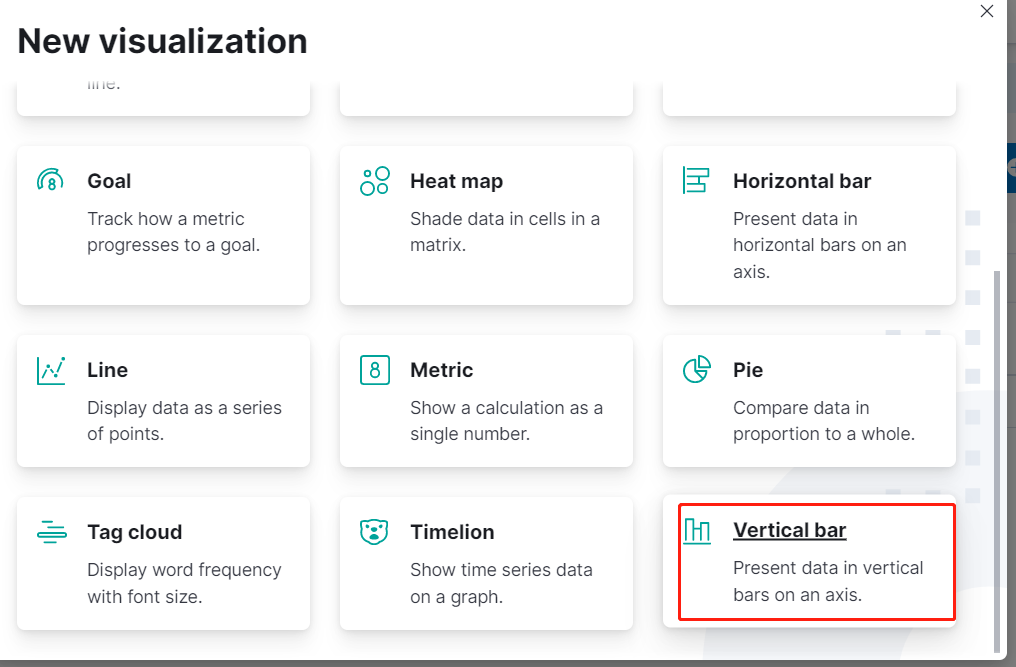 New visualization
line.
Goal
Track how a metric
progresses to a goal.
Heat map
Shade data in cells in a
matrix.
Horizontal bar
Present data in
horizontal bars on an
axis.
Line
Display data as a series
of points.
8
Metric
Show a calculation as a
single number.
Pie
Compare data in
proportion to a whole.
Tag cloud
Display word frequency
with font size.
Timelion
Show time series data
on a graph.
Vertical bar
Present data in vertical
bars on an axis.